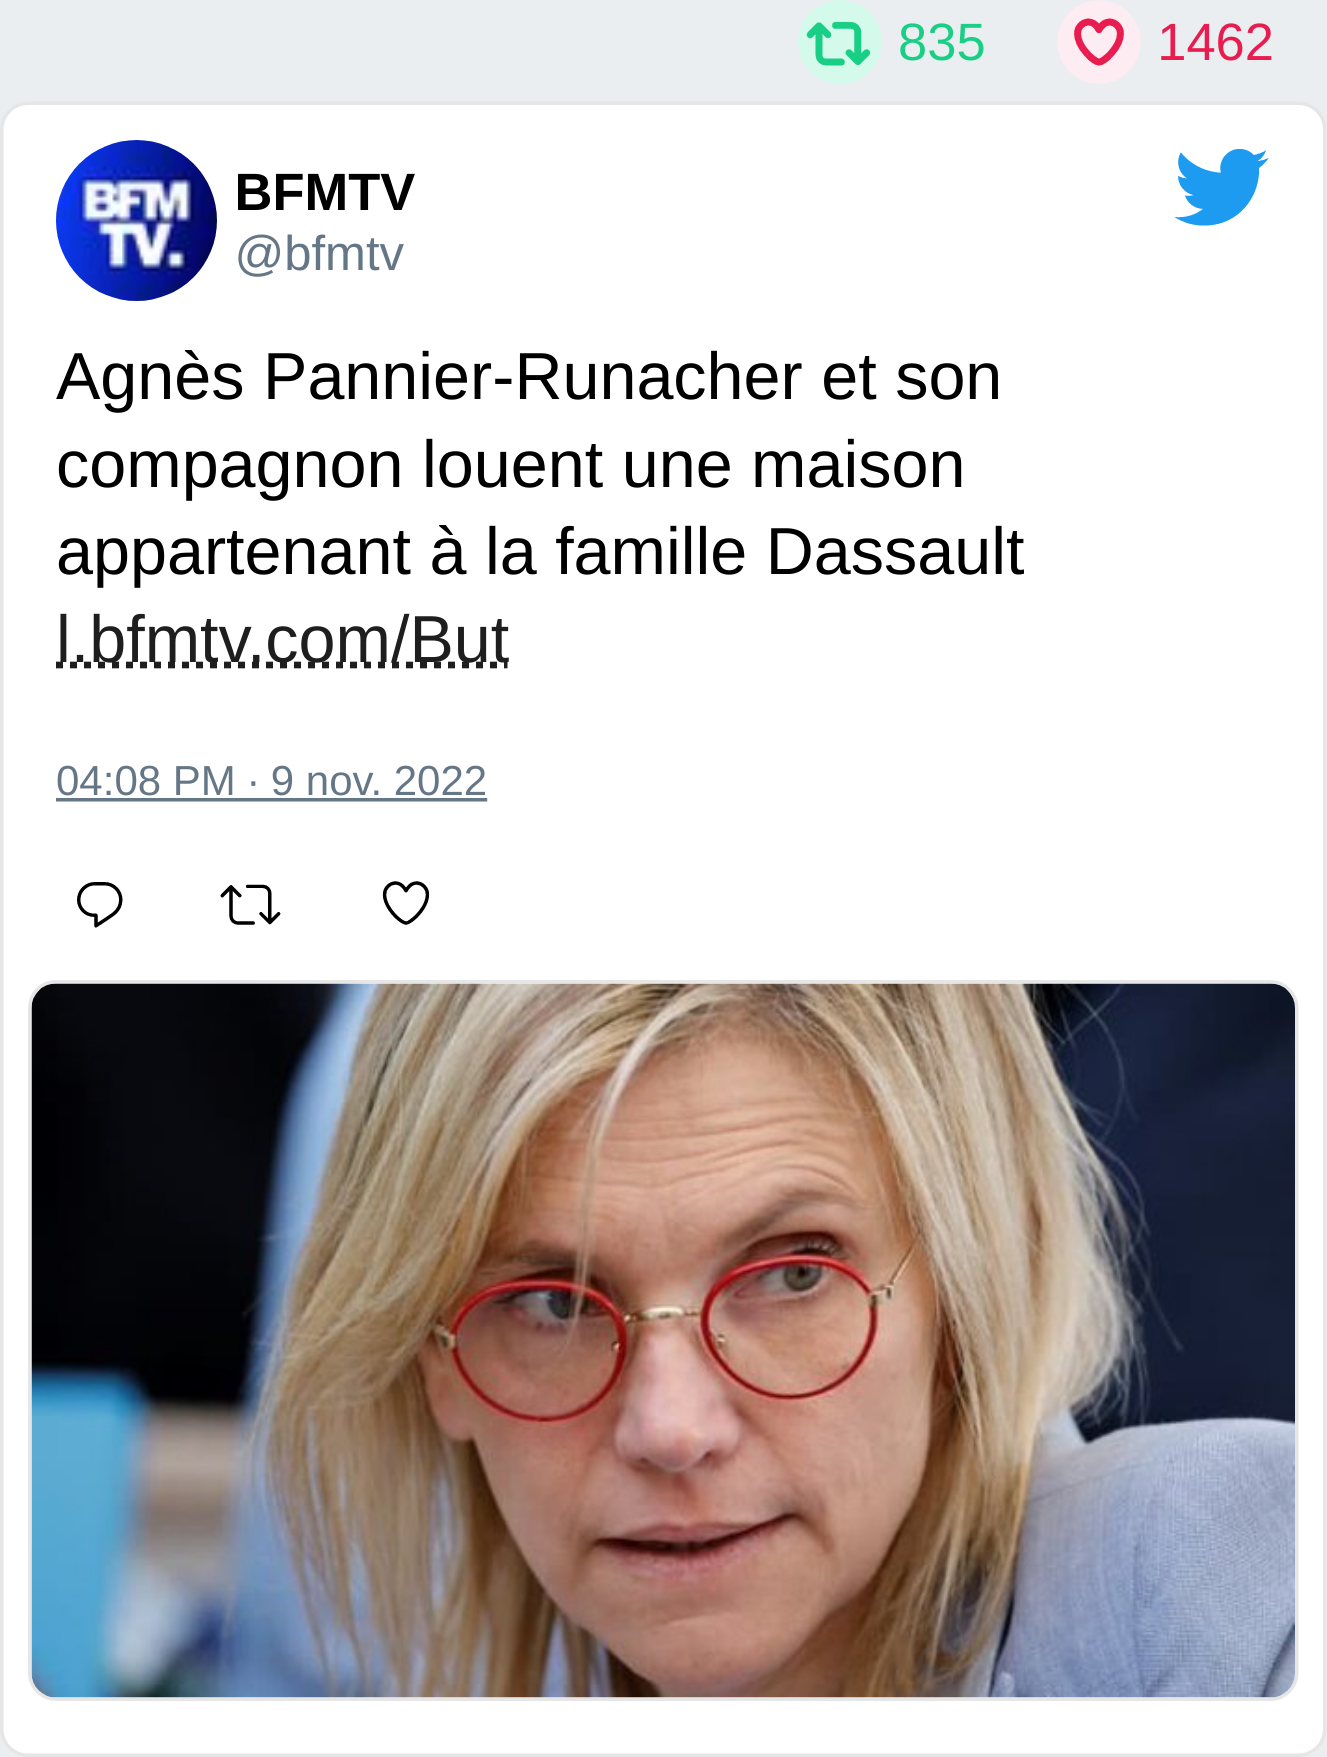 835 1462
BFM
TV.
BFMTV
@bfmtv
Agnès Pannier-Runacher et son
compagnon louent une maison
appartenant à la famille Dassault
l.bfmtv.com/But
04:08 PM · 9 nov. 2022